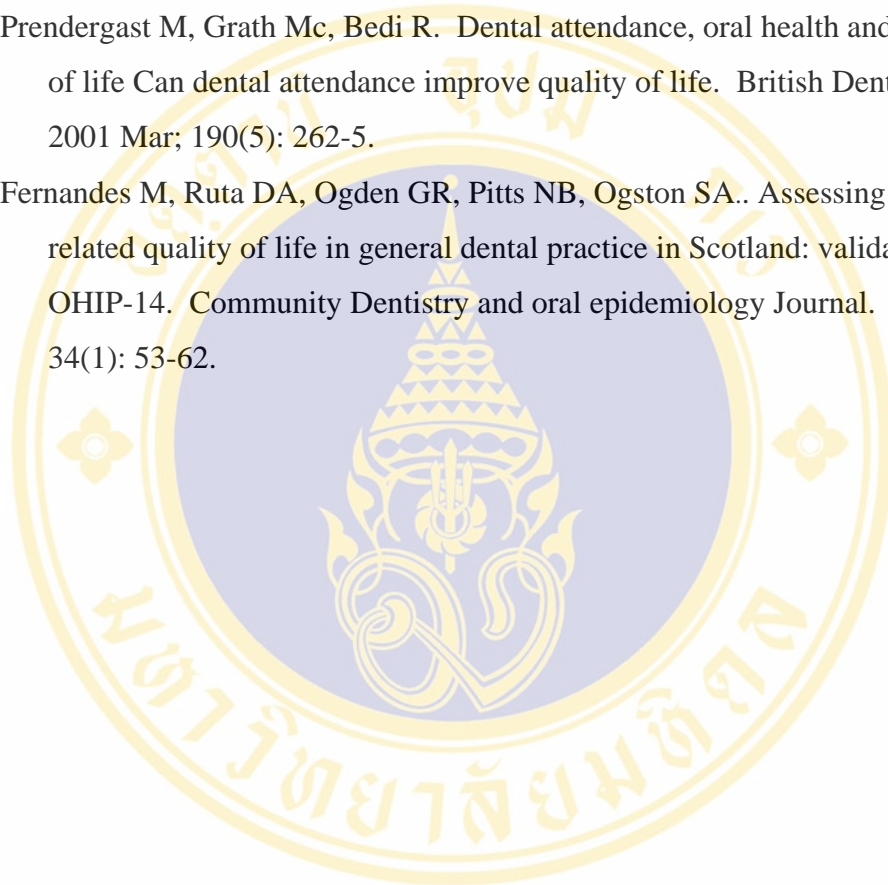 Prendergast M, Grath Mc, Bedi R. Dental attendance, oral health and
of life Can dental attendance improve quality of life. British Dent
2001 Mar; 190(5): 262-5.
Fernandes M, Ruta DA, Ogden GR, Pitts NB, Ogston SA.. Assessing
related quality of life in general dental practice in Scotland: valida
OHIP-14. Community Dentistry and oral epidemiology Journal.
34(1): 53-62.
มหาวิทยาลัยมหิดล